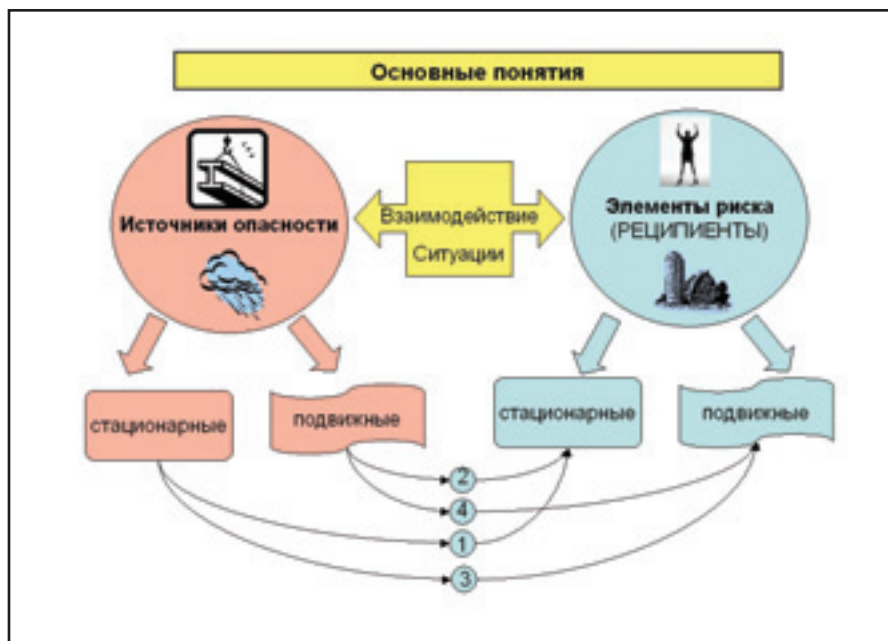 Основные понятия
Источники опасности
Взаимодействие
Ситуации
Элементы риска
(РЕЦИПИЕНТЫ)
стационарные
подвижные
стационарные
подвижные
2
4
1
3